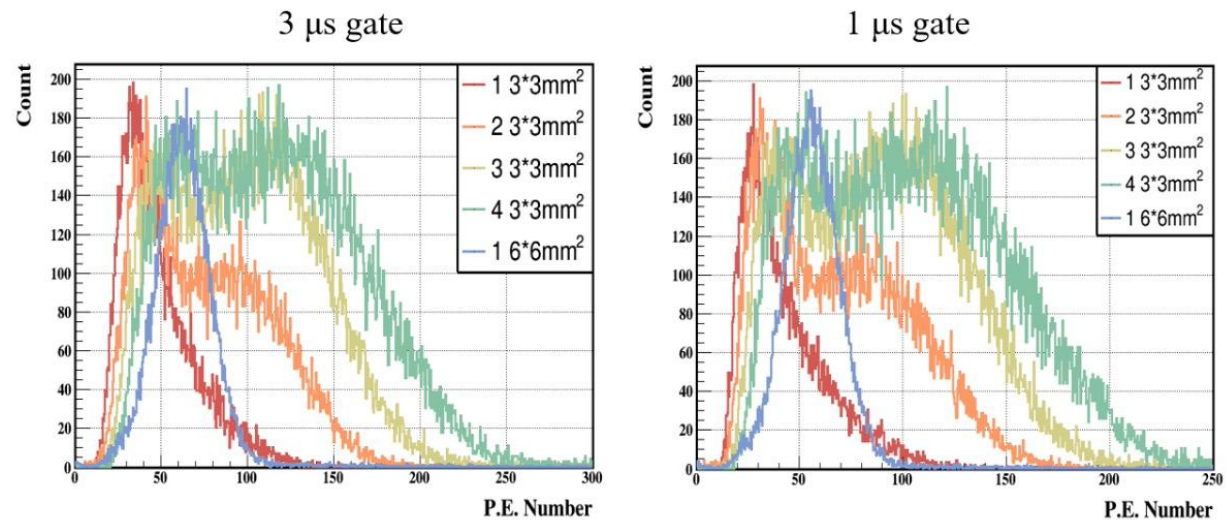 3 μs gate
Count
200
180
160
140
120
100
80
60
40
20
0
0 50 100 150 200 250 300
P.E. Number
1 3*3mm²
2 3*3mm²
3 3*3mm²
4 3*3mm²
1 6*6mm²
1 μs gate
Count
200
180
160
140
120
100
80
60
40
20
0
0 50 100 150 200 250
P.E. Number
1 3*3mm²
2 3*3mm²
3 3*3mm²
4 3*3mm²
1 6*6mm²